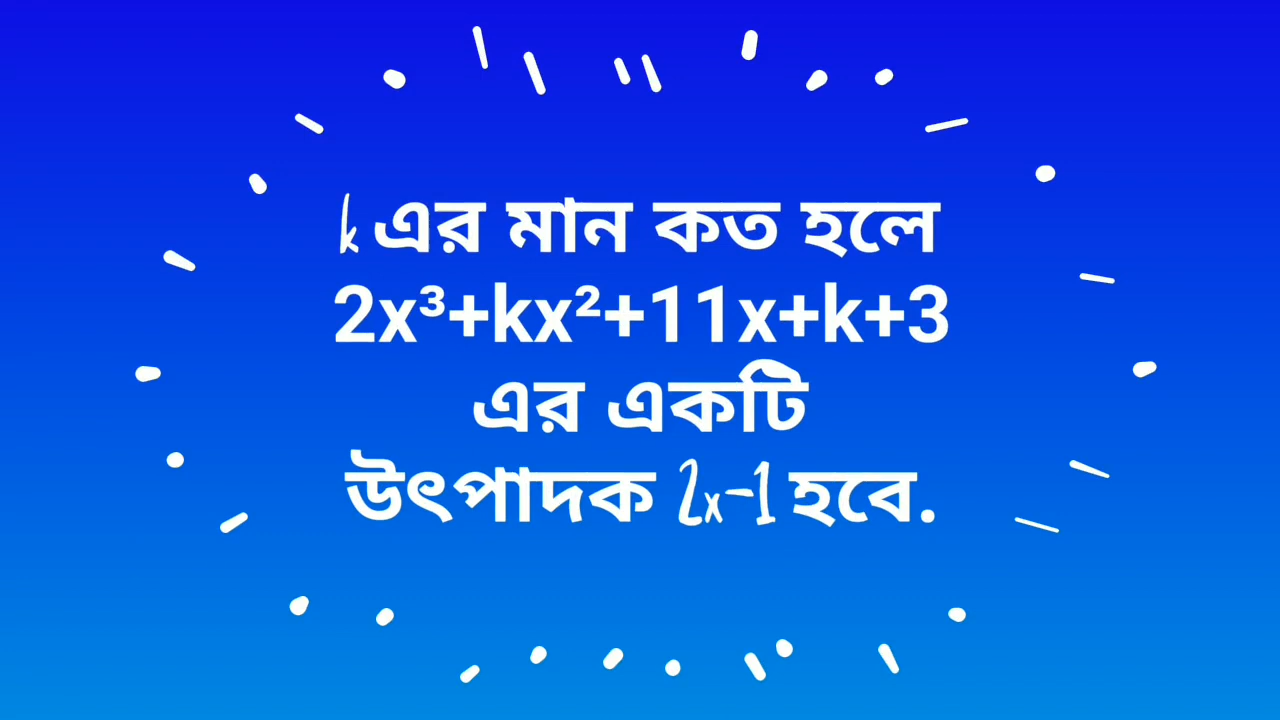 k এর মান কত হলে
2x³+kx²+11x+k+3
এর একটি
উৎপাদক 2x-1 হবে.